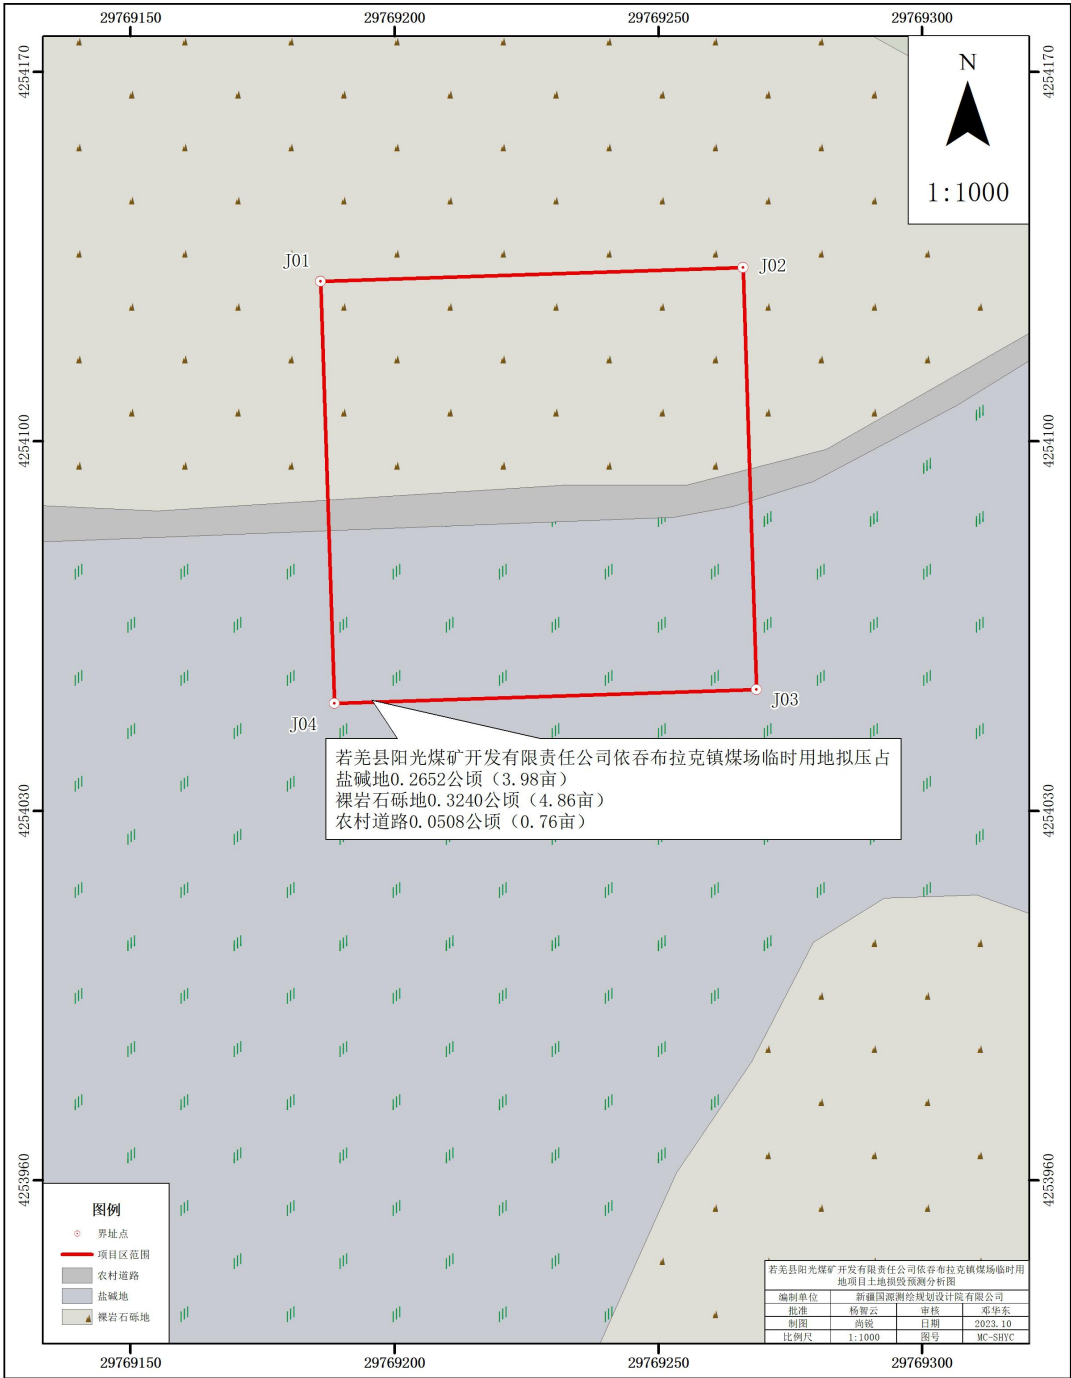 29769150
29769200
29769250
29769300
4254170
4254170
N
1:1000
J01
J02
4254100
4254100
J03
J04
若羌县阳光煤矿开发有限责任公司依吞布拉克镇煤场临时用地拟压占
盐碱地0.2652公顷（3.98亩）
裸岩石砾地0.3240公顷（4.86亩）
农村道路0.0508公顷（0.76亩）
4254030
4254030
4253960
4253960
图例
界址点
项目区范围
农村道路
盐碱地
裸岩石砾地
若羌县阳光煤矿开发有限责任公司依吞布拉克镇煤场临时用
地项目土地损毁预测分析图
编制单位 新疆国源测绘规划设计院有限公司
批准 杨智云 审核 邓华东
制图 尚锐 日期 2023.10
比例尺 1:1000 图号 MC-SHYC
29769150
29769200
29769250
29769300